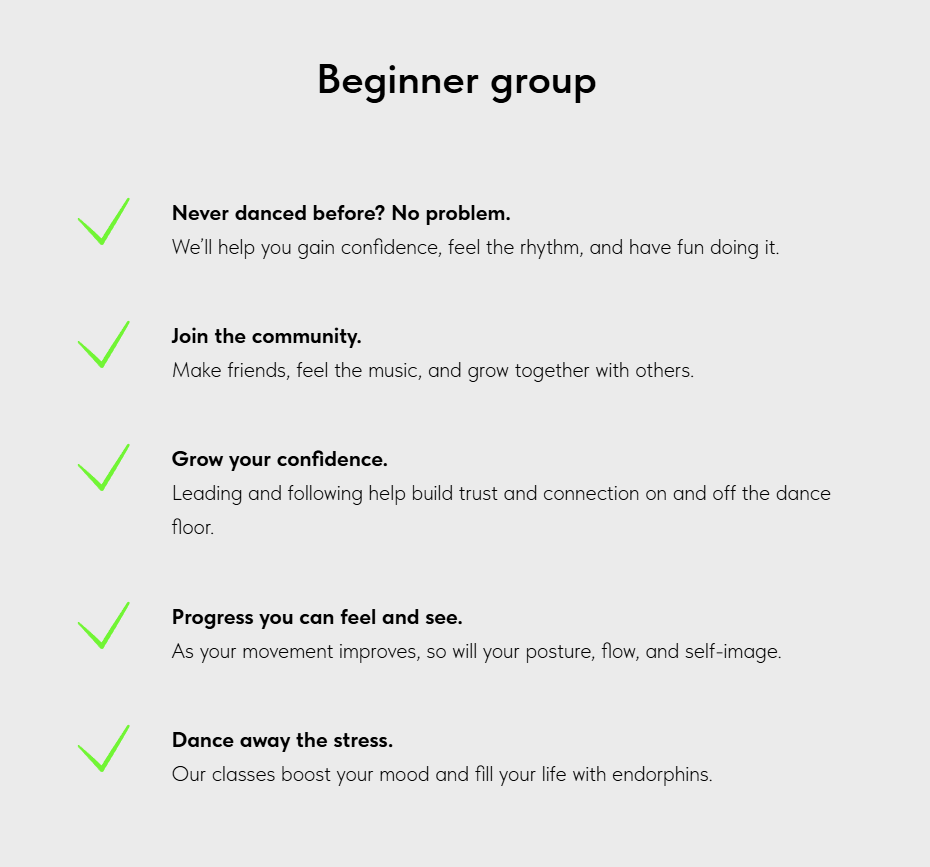 Beginner group
Never danced before? No problem.
We’ll help you gain confidence, feel the rhythm, and have fun doing it.
Join the community.
Make friends, feel the music, and grow together with others.
Grow your confidence.
Leading and following help build trust and connection on and off the dance
floor.
Progress you can feel and see.
As your movement improves, so will your posture, flow, and self-image.
Dance away the stress.
Our classes boost your mood and fill your life with endorphins.